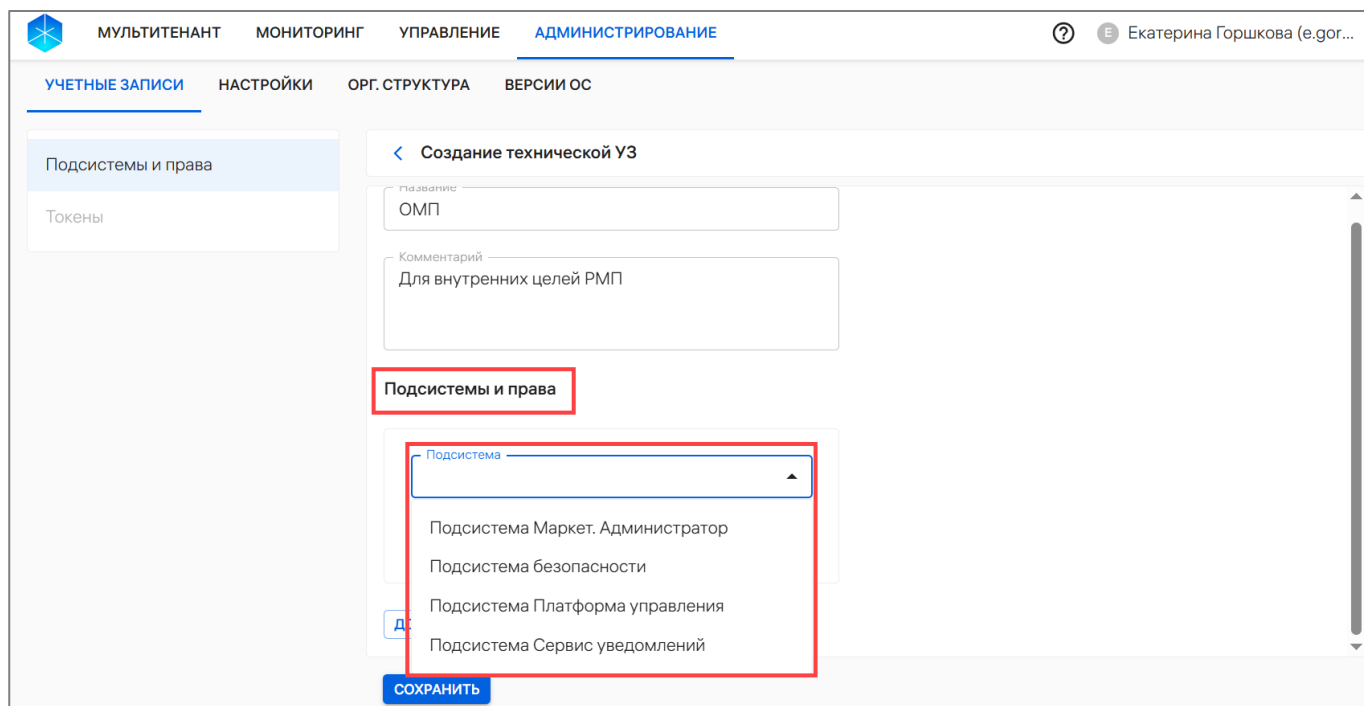 МУЛЬТИТЕНАНТ МОНИТОРИНГ УПРАВЛЕНИЕ АДМИНИСТРИРОВАНИЕ ? Е Екатерина Горшкова (e.gor...
УЧЕТНЫЕ ЗАПИСИ НАСТРОЙКИ ОРГ. СТРУКТУРА ВЕРСИИ ОС
Подсистемы и права
Токены
Создание технической УЗ
Название
ОМП
Комментарий
Для внутренних целей РМП
Подсистемы и права
Подсистема
Подсистема Маркет. Администратор
Подсистема безопасности
Подсистема Платформа управления
Подсистема Сервис уведомлений
СОХРАНИТЬ